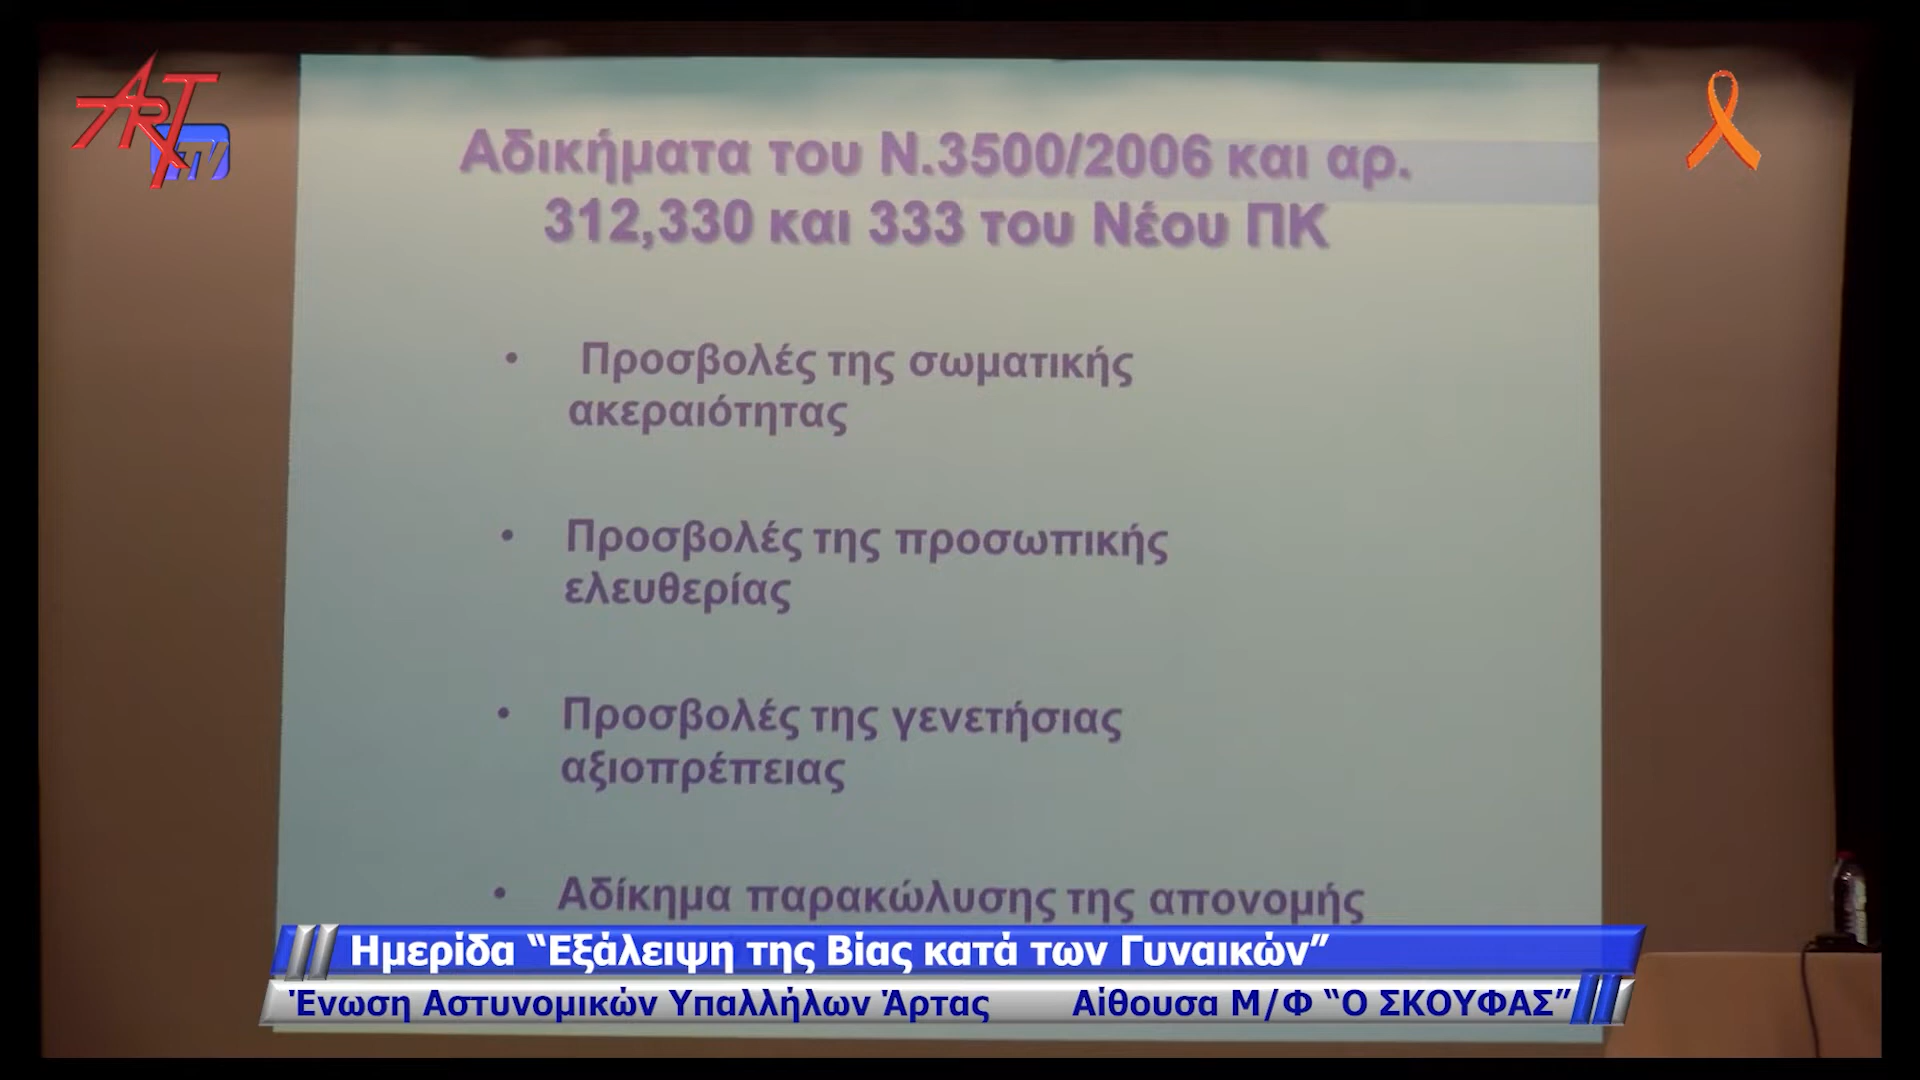 ART
TV
Αδικήματα του Ν.3500/2006 και αρ.
312,330 και 333 του Νέου ΠΚ
• Προσβολές της σωματικής
ακεραιότητας
• Προσβολές της προσωπικής
ελευθερίας
• Προσβολές της γενετήσιας
αξιοπρέπειας
• Αδίκημα παρακώλυσης της απονομής
Ημερίδα “Εξάλειψη της Βίας κατά των Γυναικών”
Ένωση Αστυνομικών Υπαλλήλων Άρτας Αίθουσα Μ/Φ “Ο ΣΚΟΥΦΑΣ”